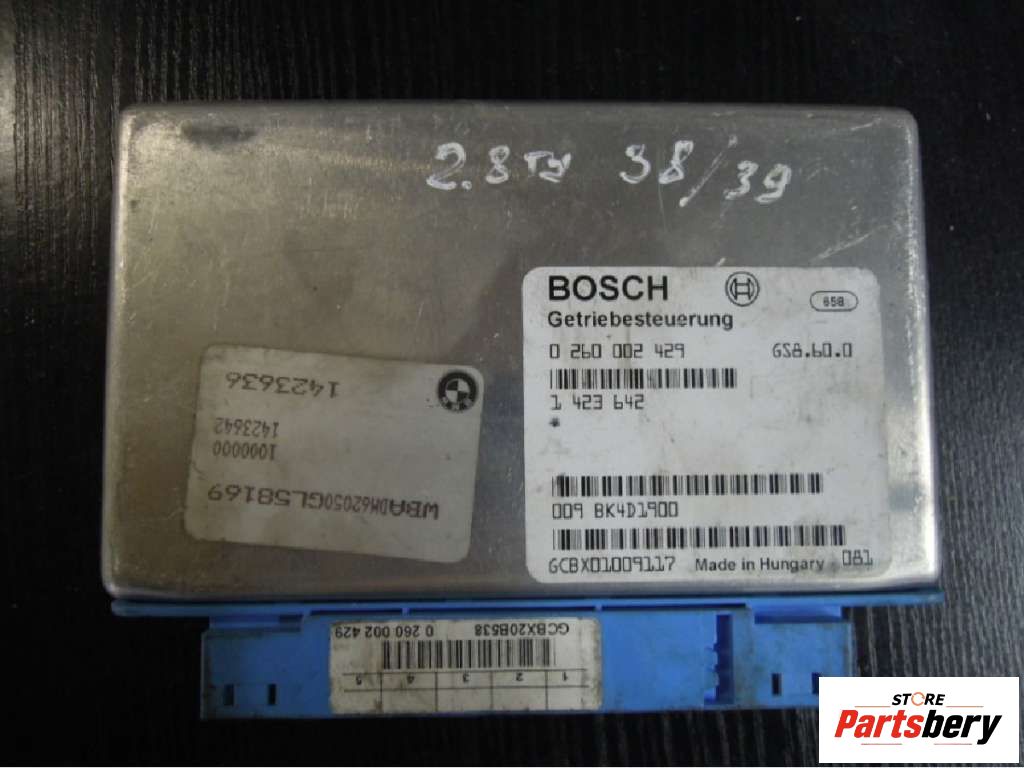 2.8ту 38/39
BOSCH
658
Getriebesteuerung
0 260 002 429 GS8.60.0
1 423 642
*
009 BK4D1900
GCBX01009117 Made in Hungary 081
1423636
1423642
1000000
WBADM62050GL58169
GCBX20B538 0 260 002 429
1 2 3 4 5
STORE
Partsbery